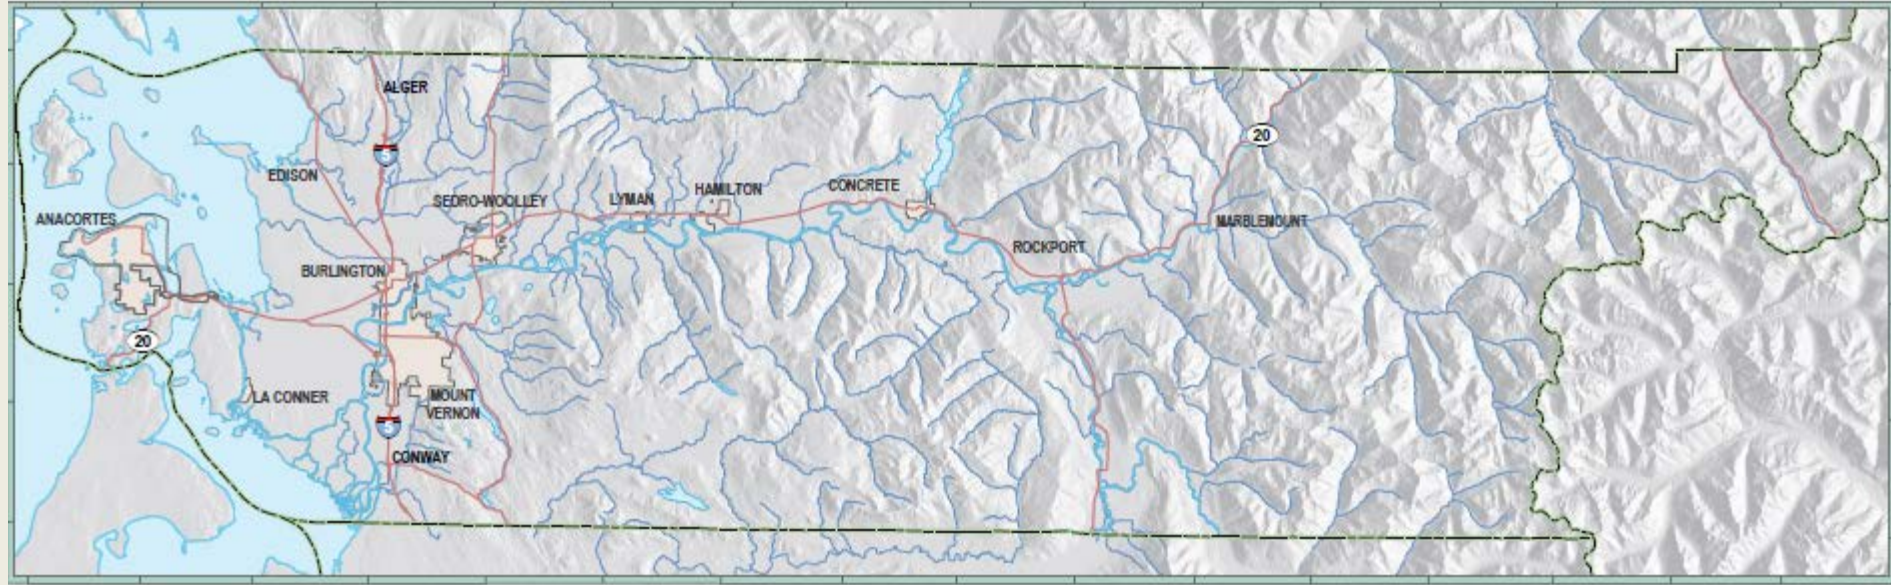 ALGER
20
5
EDISON
SEDRO-WOOLLEY
LYMAN
HAMILTON
CONCRETE
ANACORTES
MARBLEMOUNT
ROCKPORT
BURLINGTON
20
LA CONNER
MOUNT
VERNON
5
CONWAY